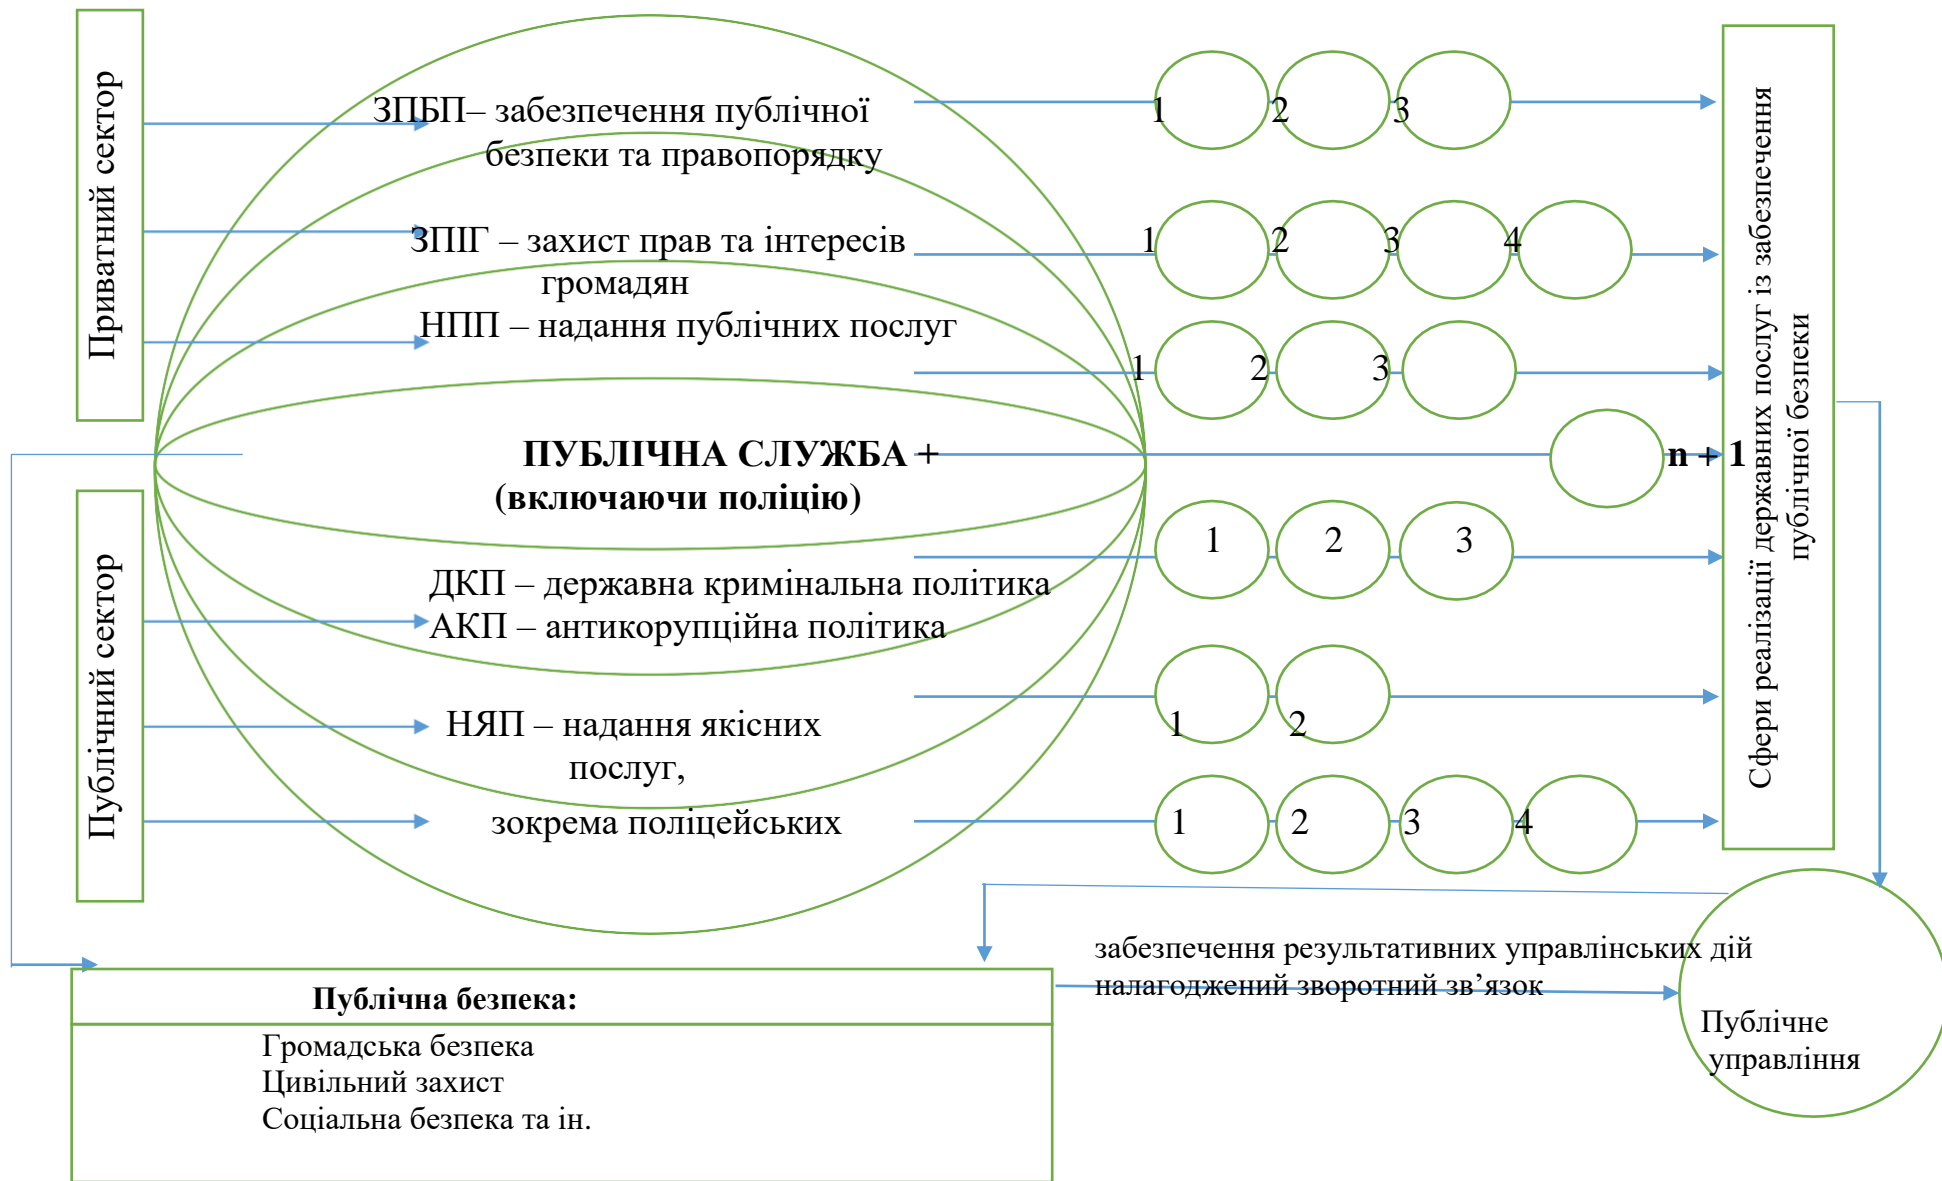 Приватний сектор
ЗПБП– забезпечення публічної
безпеки та правопорядку
1 2 3
ЗПІГ – захист прав та інтересів
громадян
1 2 3 4
НПП – надання публічних послуг
1 2 3
ПУБЛІЧНА СЛУЖБА +
(включаючи поліцію)
n + 1
Публічний сектор
1 2 3
ДКП – державна кримінальна політика
АКП – антикорупційна політика
НЯП – надання якісних
послуг,
1 2
зокрема поліцейських
1 2 3 4
Сфери реалізації державних послуг із забезпечення
публічної безпеки
забезпечення результативних управлінських дій
налагоджений зворотний зв’язок
Публічне
управління
Публічна безпека:
Громадська безпека
Цивільний захист
Соціальна безпека та ін.